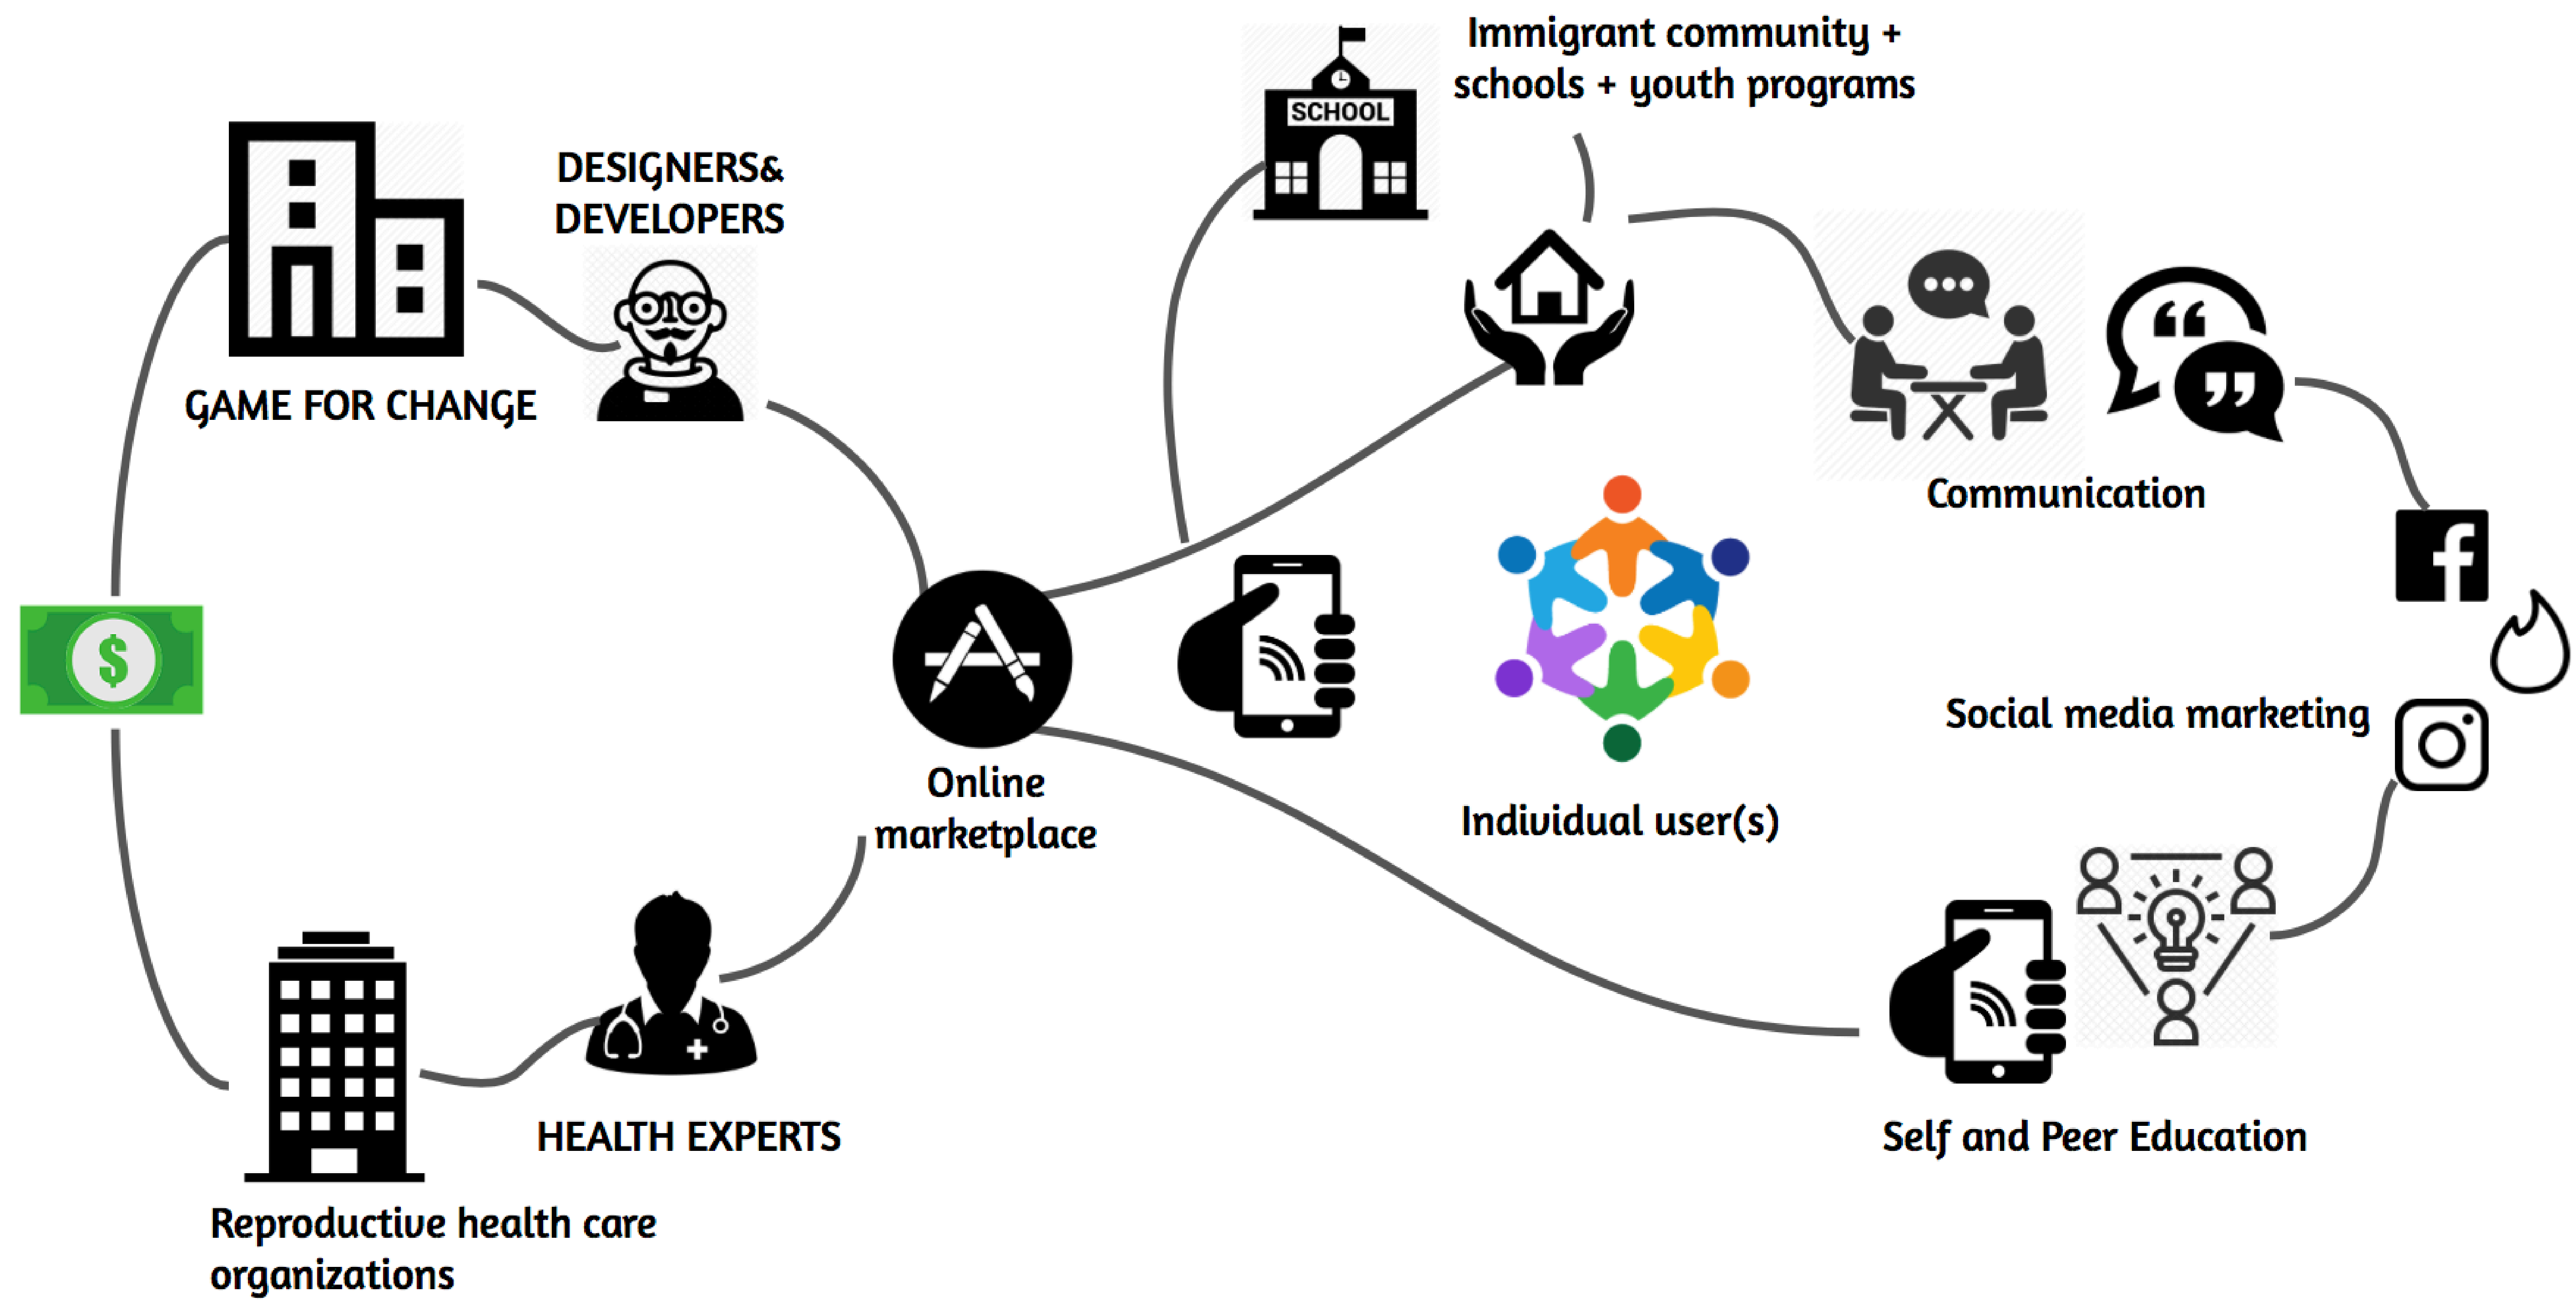 Immigrant community +
schools + youth programs
SCHOOL
DESIGNERS&
DEVELOPERS
GAME FOR CHANGE
Communication
$
Social media marketing
Online
marketplace
Individual user(s)
HEALTH EXPERTS
Self and Peer Education
Reproductive health care
organizations